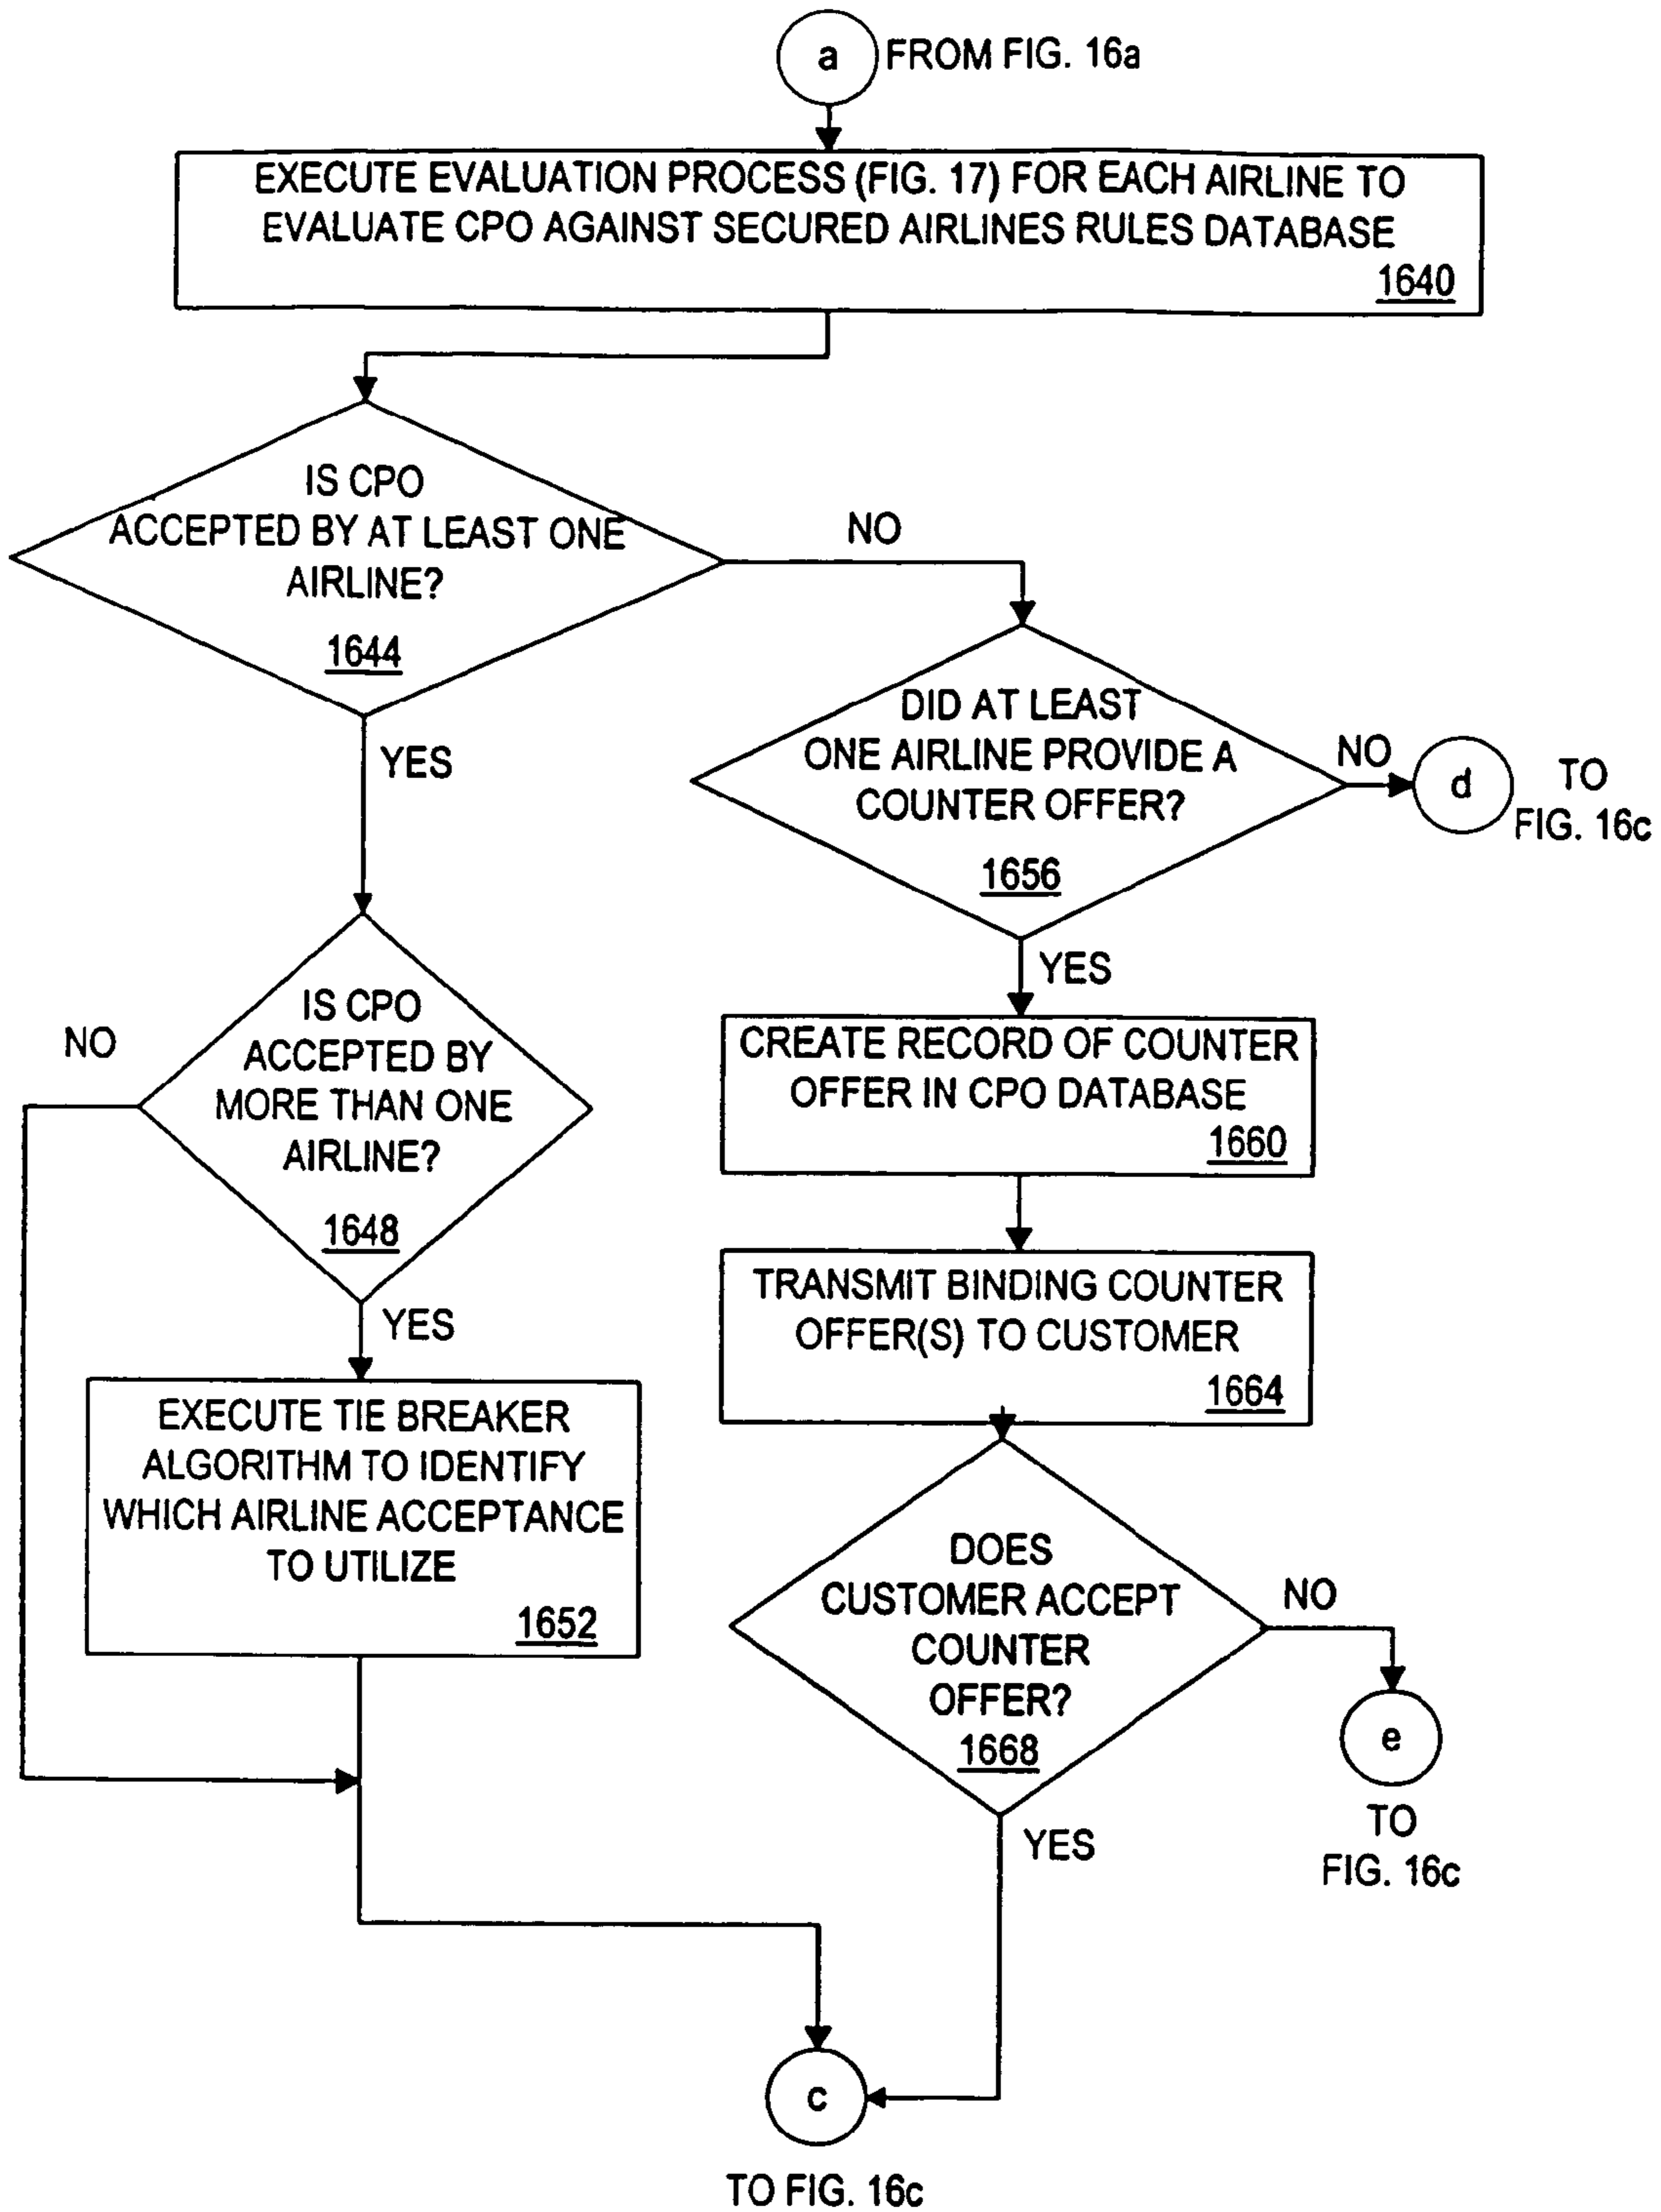 a
FROM FIG. 16a
EXECUTE EVALUATION PROCESS (FIG. 17) FOR EACH AIRLINE TO
EVALUATE CPO AGAINST SECURED AIRLINES RULES DATABASE
1640
IS CPO
ACCEPTED BY AT LEAST ONE
AIRLINE?
1644
NO
YES
DID AT LEAST
ONE AIRLINE PROVIDE A
COUNTER OFFER?
1656
NO
d
TO
FIG. 16c
YES
IS CPO
ACCEPTED BY
MORE THAN ONE
AIRLINE?
1648
NO
YES
CREATE RECORD OF COUNTER
OFFER IN CPO DATABASE
1660
TRANSMIT BINDING COUNTER
OFFER(S) TO CUSTOMER
1664
EXECUTE TIE BREAKER
ALGORITHM TO IDENTIFY
WHICH AIRLINE ACCEPTANCE
TO UTILIZE
1652
DOES
CUSTOMER ACCEPT
COUNTER
OFFER?
1668
NO
e
TO
FIG. 16c
YES
c
TO FIG. 16c